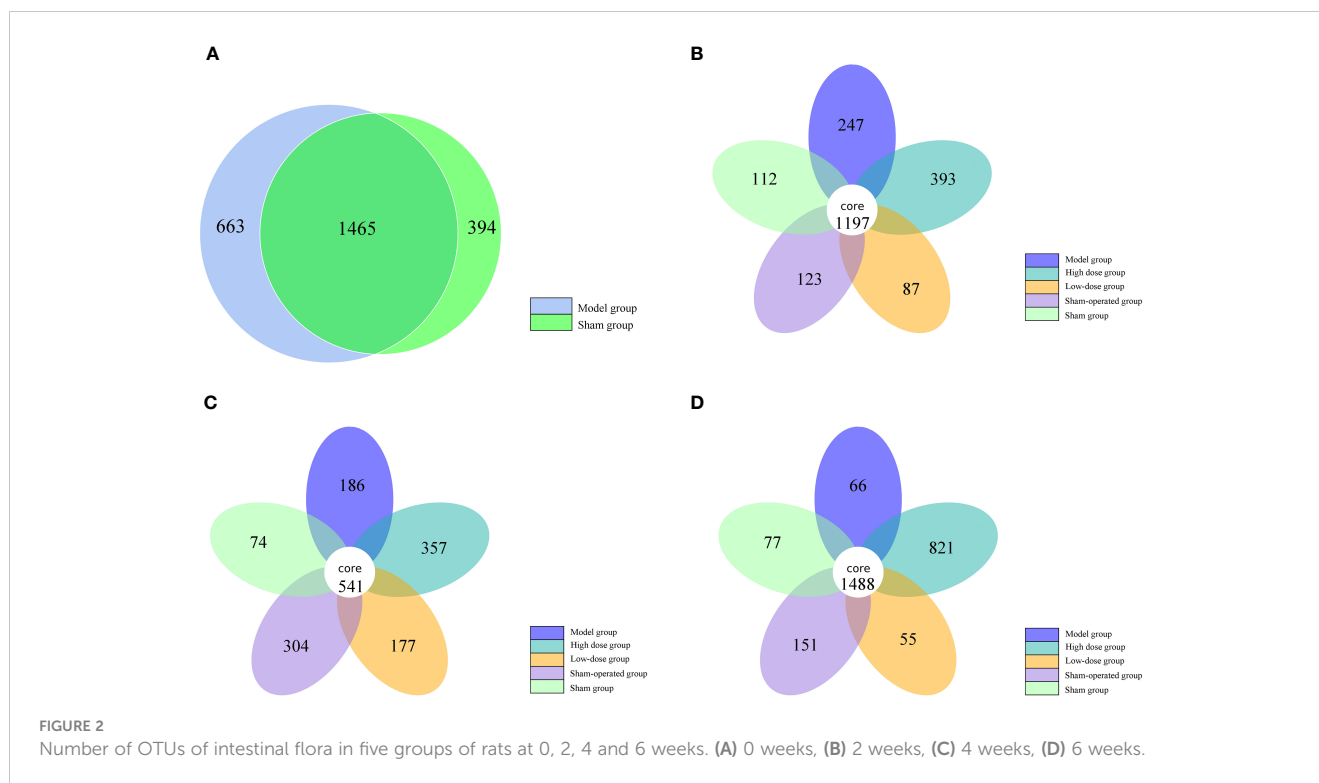 A
663
1465
394
Model group
Sham group
B
247
393
87
123
112
core
1197
Model group
High dose group
Low-dose group
Sham-operated group
Sham group
C
186
357
177
304
74
core
541
Model group
High dose group
Low-dose group
Sham-operated group
Sham group
D
66
821
55
151
77
core
1488
Model group
High dose group
Low-dose group
Sham-operated group
Sham group
FIGURE 2
Number of OTUs of intestinal flora in five groups of rats at 0, 2, 4 and 6 weeks. (A) 0 weeks, (B) 2 weeks, (C) 4 weeks, (D) 6 weeks.